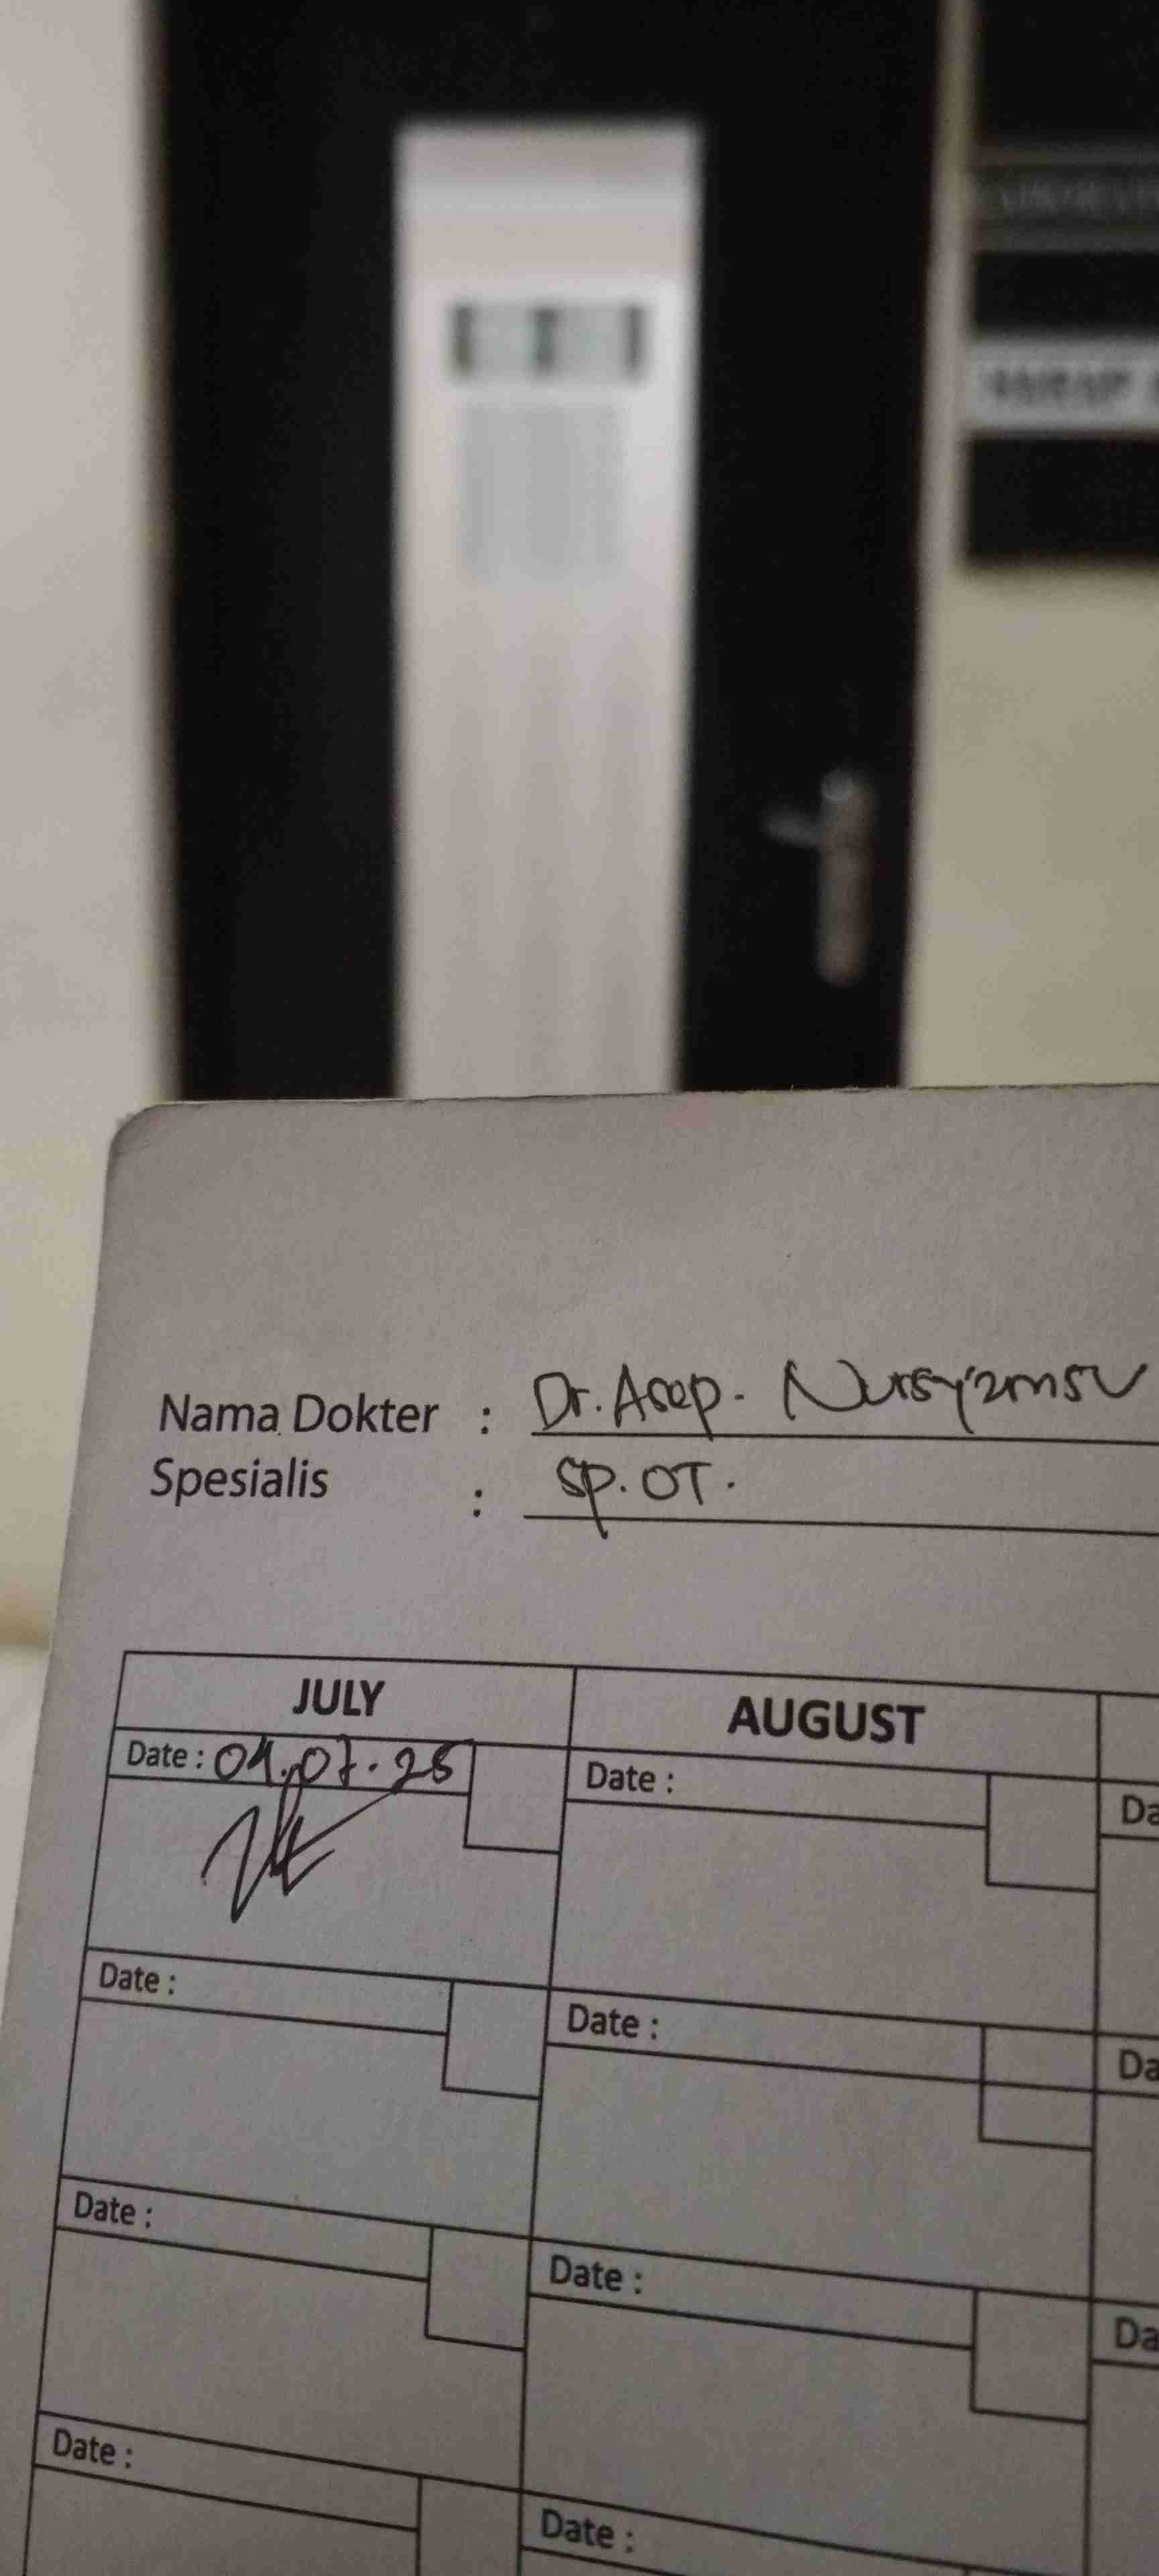 Nama Dokter : Dr. Asep. Nursyamsu
Spesialis : SP. OT.
JULY AUGUST
Date : 04.07.25
Date :
Date :
Date :
Date :
Date :
Date :
Date :